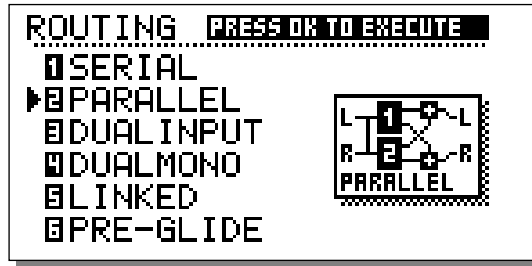 ROUTING PRESS OK TO EXECUTE
1 SERIAL
2 PARALLEL
3 DUALINPUT
4 DUALMONO
5 LINKED
6 PRE-GLIDE
L 1 L
R 2 R
PARALLEL